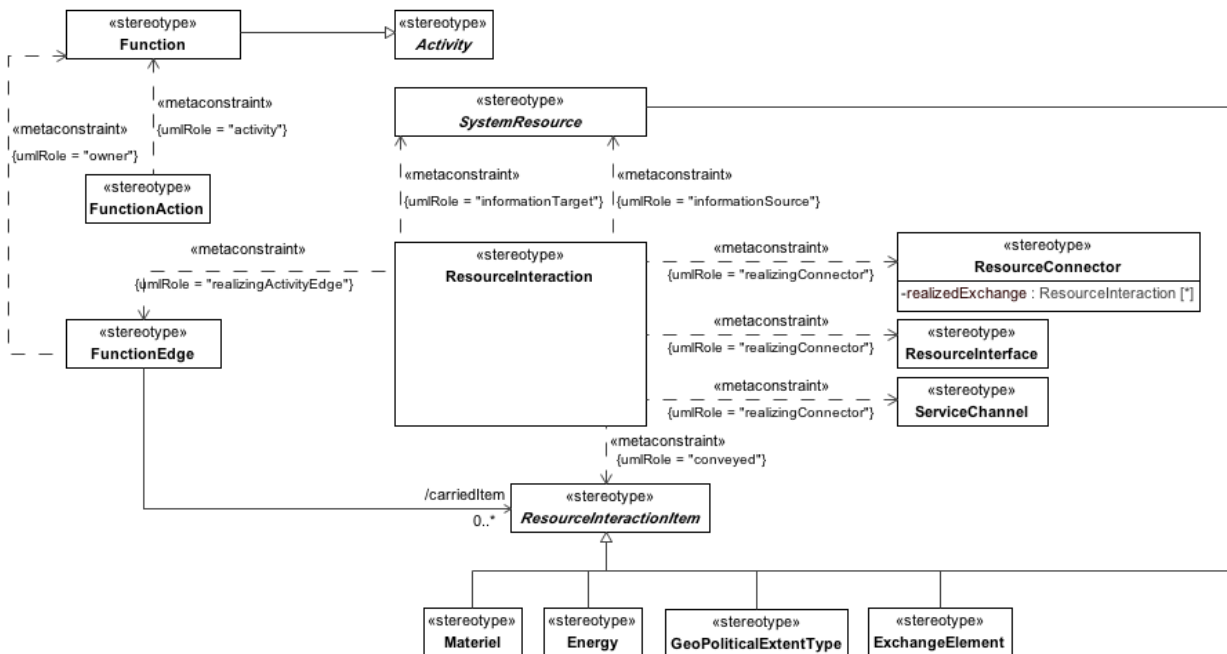 «stereotype»
Function
«stereotype»
Activity
«metaconstraint»
{umlRole = "activity"}
«metaconstraint»
{umlRole = "owner"}
«stereotype»
SystemResource
«stereotype»
FunctionAction
«metaconstraint»
{umlRole = "informationTarget"}
«metaconstraint»
{umlRole = "informationSource"}
«metaconstraint»
{umlRole = "realizingActivityEdge"}
«stereotype»
ResourceInteraction
«metaconstraint»
{umlRole = "realizingConnector"}
«stereotype»
ResourceConnector
-realizedExchange : ResourceInteraction [*]
«stereotype»
FunctionEdge
«metaconstraint»
{umlRole = "realizingConnector"}
«stereotype»
ResourceInterface
«metaconstraint»
{umlRole = "realizingConnector"}
«stereotype»
ServiceChannel
«metaconstraint»
{umlRole = "conveyed"}
/carriedItem
0..*
«stereotype»
ResourceInteractionItem
«stereotype»
Materiel
«stereotype»
Energy
«stereotype»
GeoPoliticalExtentType
«stereotype»
ExchangeElement